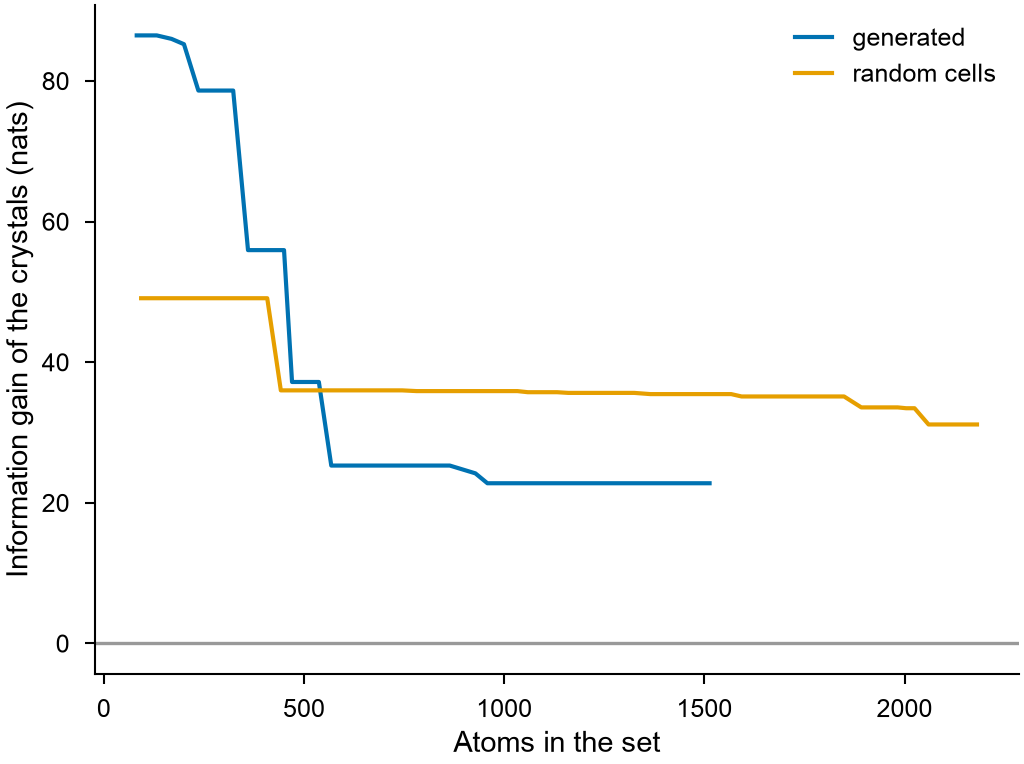 generated
random cells
Information gain of the crystals (nats)
80
60
40
20
0
0 500 1000 1500 2000
Atoms in the set